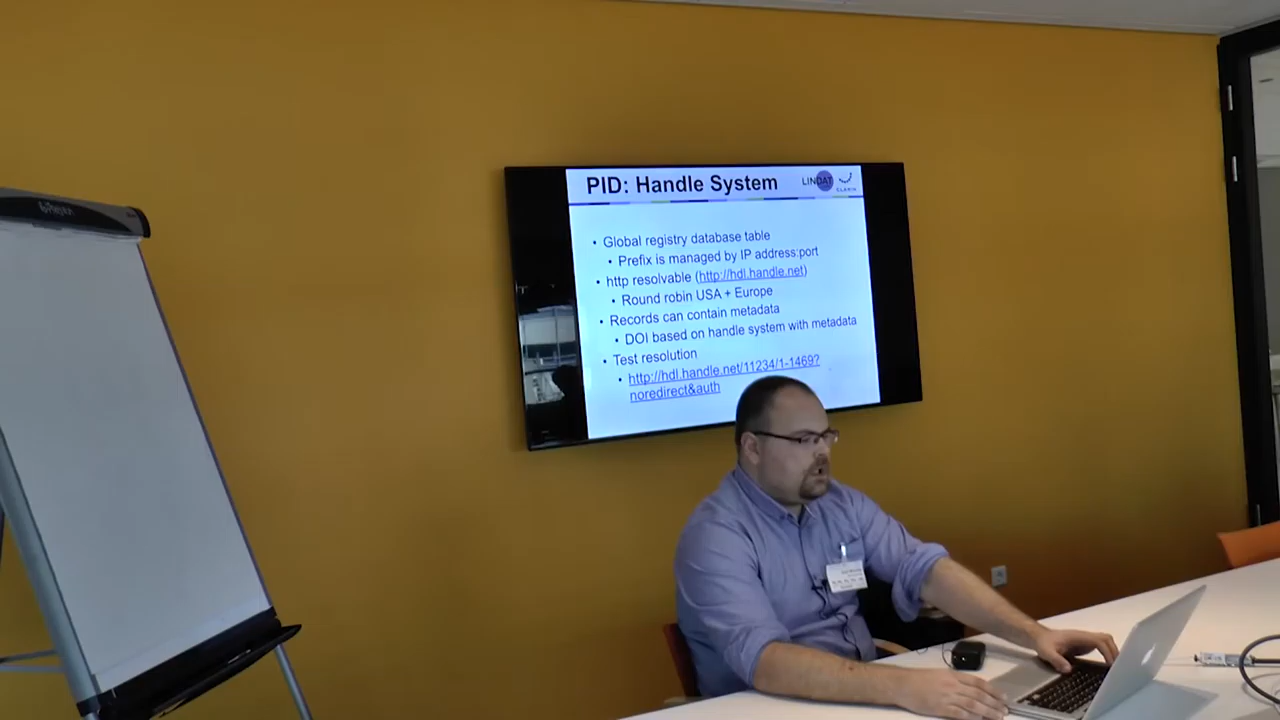 PID: Handle System
LINDAT
CLARIN
• Global registry database table
• Prefix is managed by IP address:port
• http resolvable (http://hdl.handle.net)
• Round robin USA + Europe
• Records can contain metadata
• DOI based on handle system with metadata
• Test resolution
• http://hdl.handle.net/11234/1-1469?
noredirect&auth